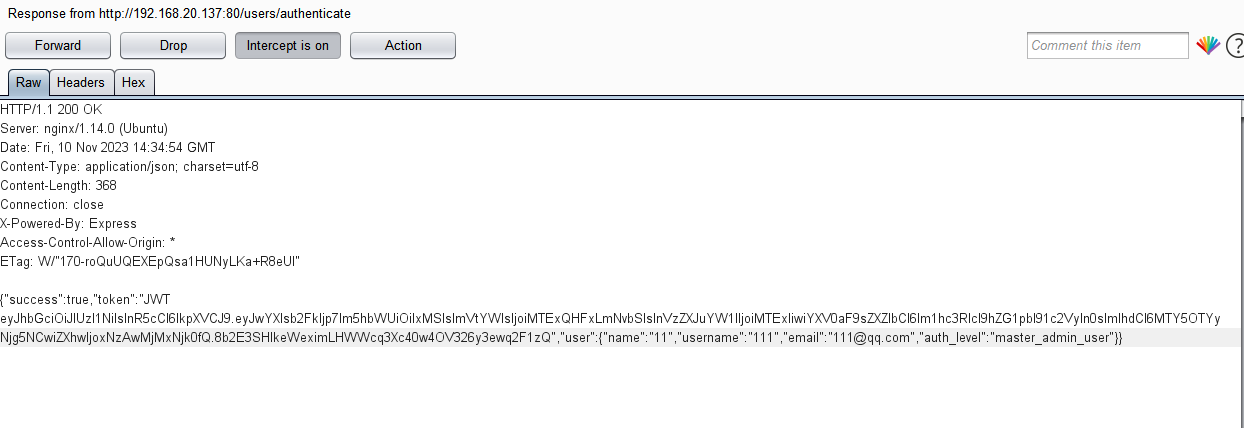 Response from http://192.168.20.137:80/users/authenticate
Forward Drop Intercept is on Action Comment this item ?
Raw Headers Hex
HTTP/1.1 200 OK
Server: nginx/1.14.0 (Ubuntu)
Date: Fri, 10 Nov 2023 14:34:54 GMT
Content-Type: application/json; charset=utf-8
Content-Length: 368
Connection: close
X-Powered-By: Express
Access-Control-Allow-Origin: *
ETag: W/"170-roQuUQEXEpQsa1HUNyLKa+R8eUI"
{"success":true,"token":"JWT
eyJhbGciOiJIUzI1NiIsInR5cCI6IkpXVCJ9.eyJwYXlsb2FkIjp7Im5hbWUiOiIxMSIsImVtYWlsIjoiMTExQHFxLmNvbSIsInVzZXJuYW1lIjoiMTExIiwiYXV0aF9sZXZlbCI6Im1hc3Rlcl9hZG1pbl91c2VyIn0sImlhdCI6MTY5OTYy
Njg5NCwiZXhwIjoxNzAwMjMxNjk0fQ.8b2E3SHIkeWeximLHWWcq3Xc40w4OV326y3ewq2F1zQ","user":{"name":"11","username":"111","email":"111@qq.com","auth_level":"master_admin_user"}}